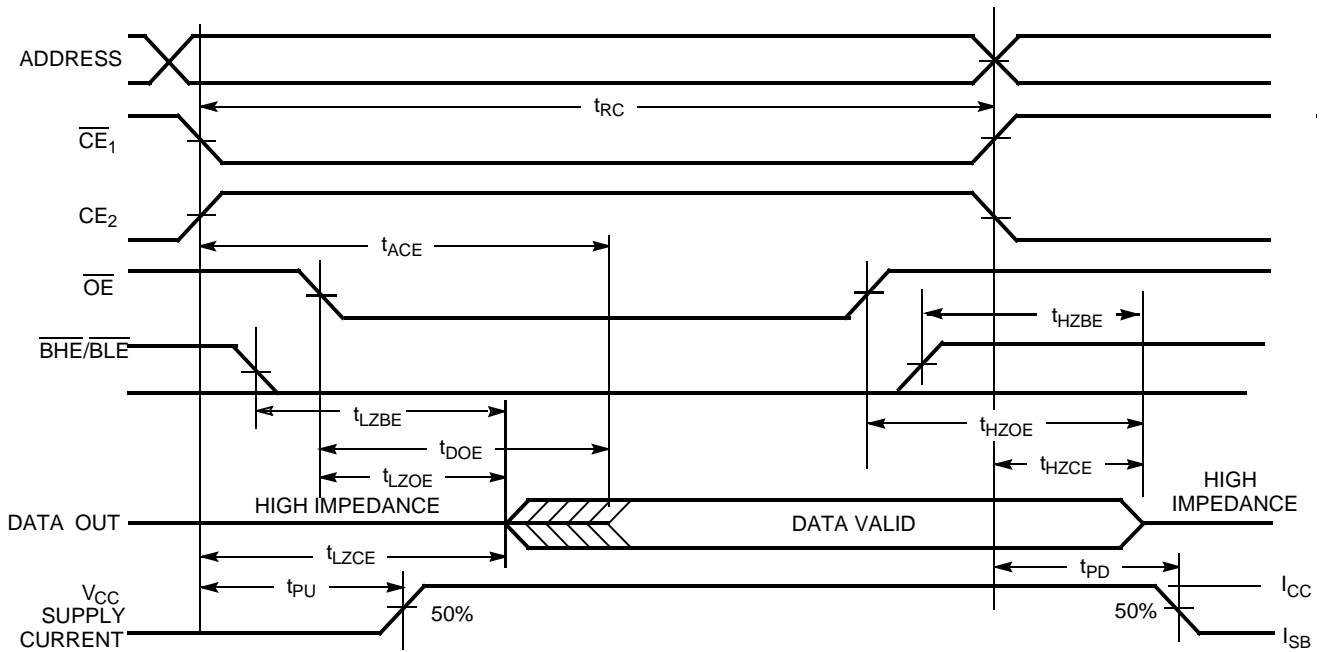 ADDRESS
tRC
CE1
CE2
tACE
OE
tHZBE
BHE/BLE
tLZBE
tHZOE
tDOE
tHZCE
tLZOE
HIGH IMPEDANCE
HIGH
IMPEDANCE
DATA OUT
DATA VALID
tLZCE
tPU
tPD
VCC
SUPPLY
CURRENT
50%
50%
ICC
ISB